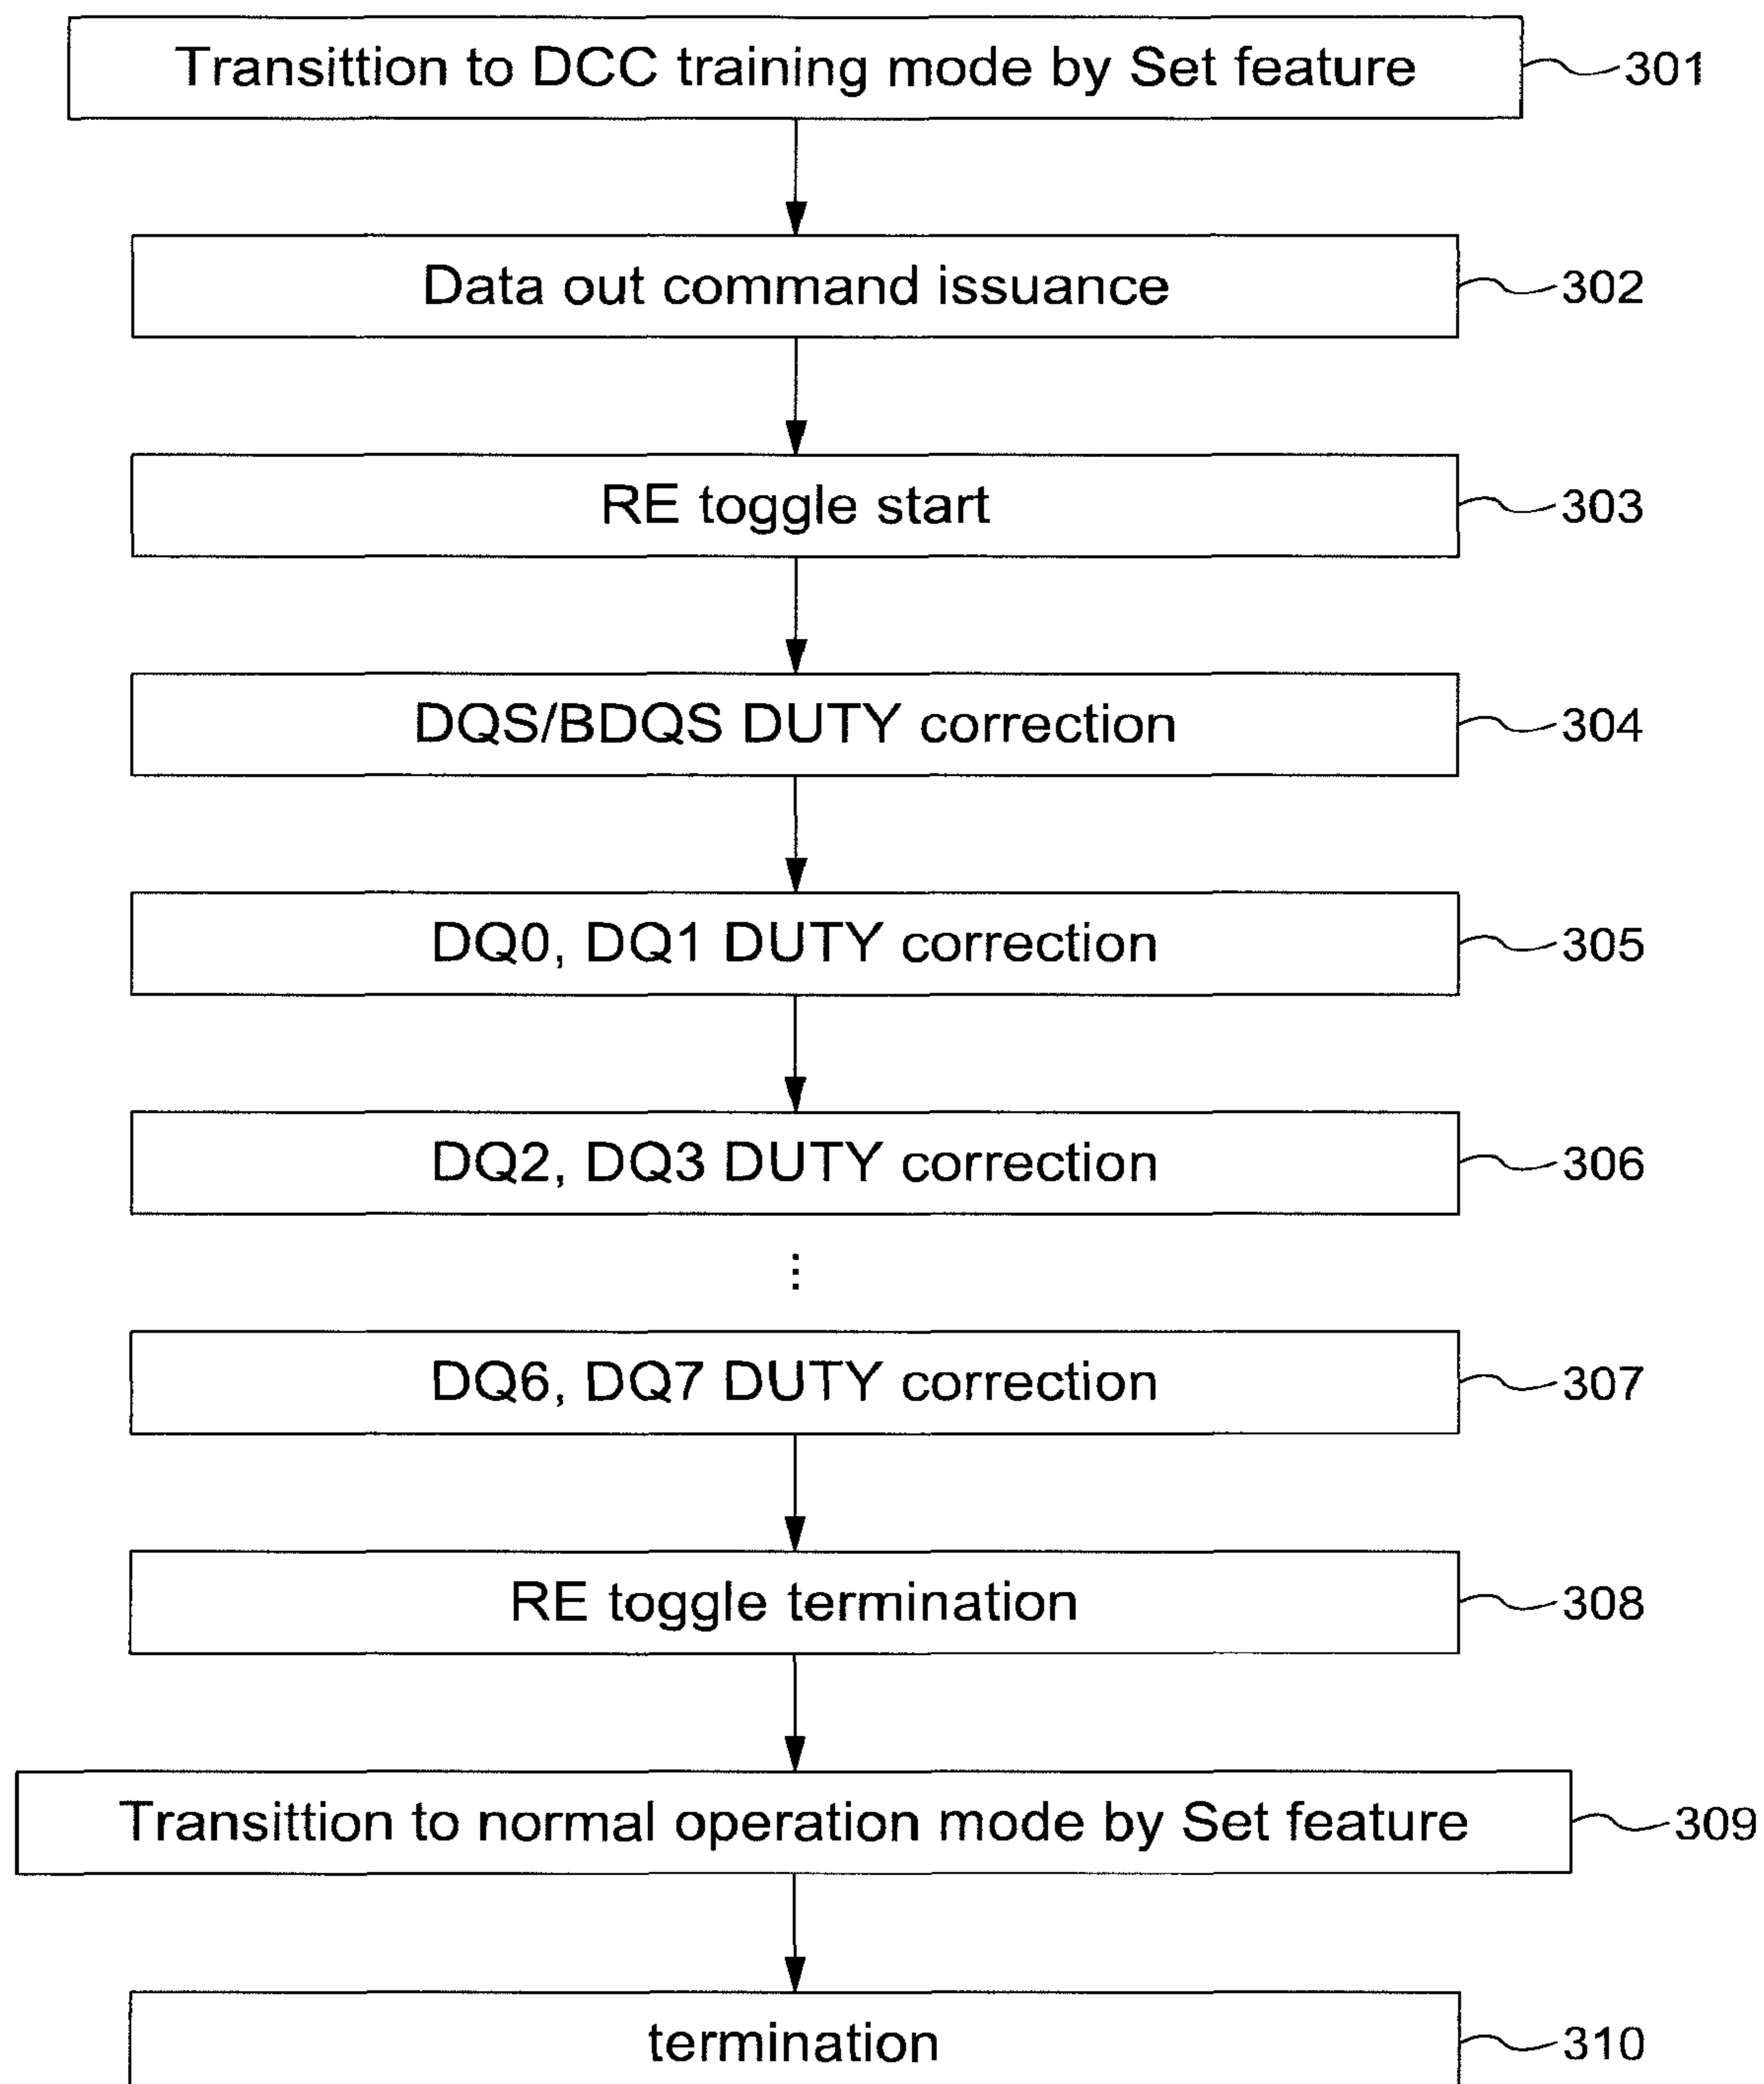 Transittion to DCC training mode by Set feature 301
Data out command issuance 302
RE toggle start 303
DQS/BDQS DUTY correction 304
DQ0, DQ1 DUTY correction 305
DQ2, DQ3 DUTY correction 306
⋮
DQ6, DQ7 DUTY correction 307
RE toggle termination 308
Transittion to normal operation mode by Set feature 309
termination 310